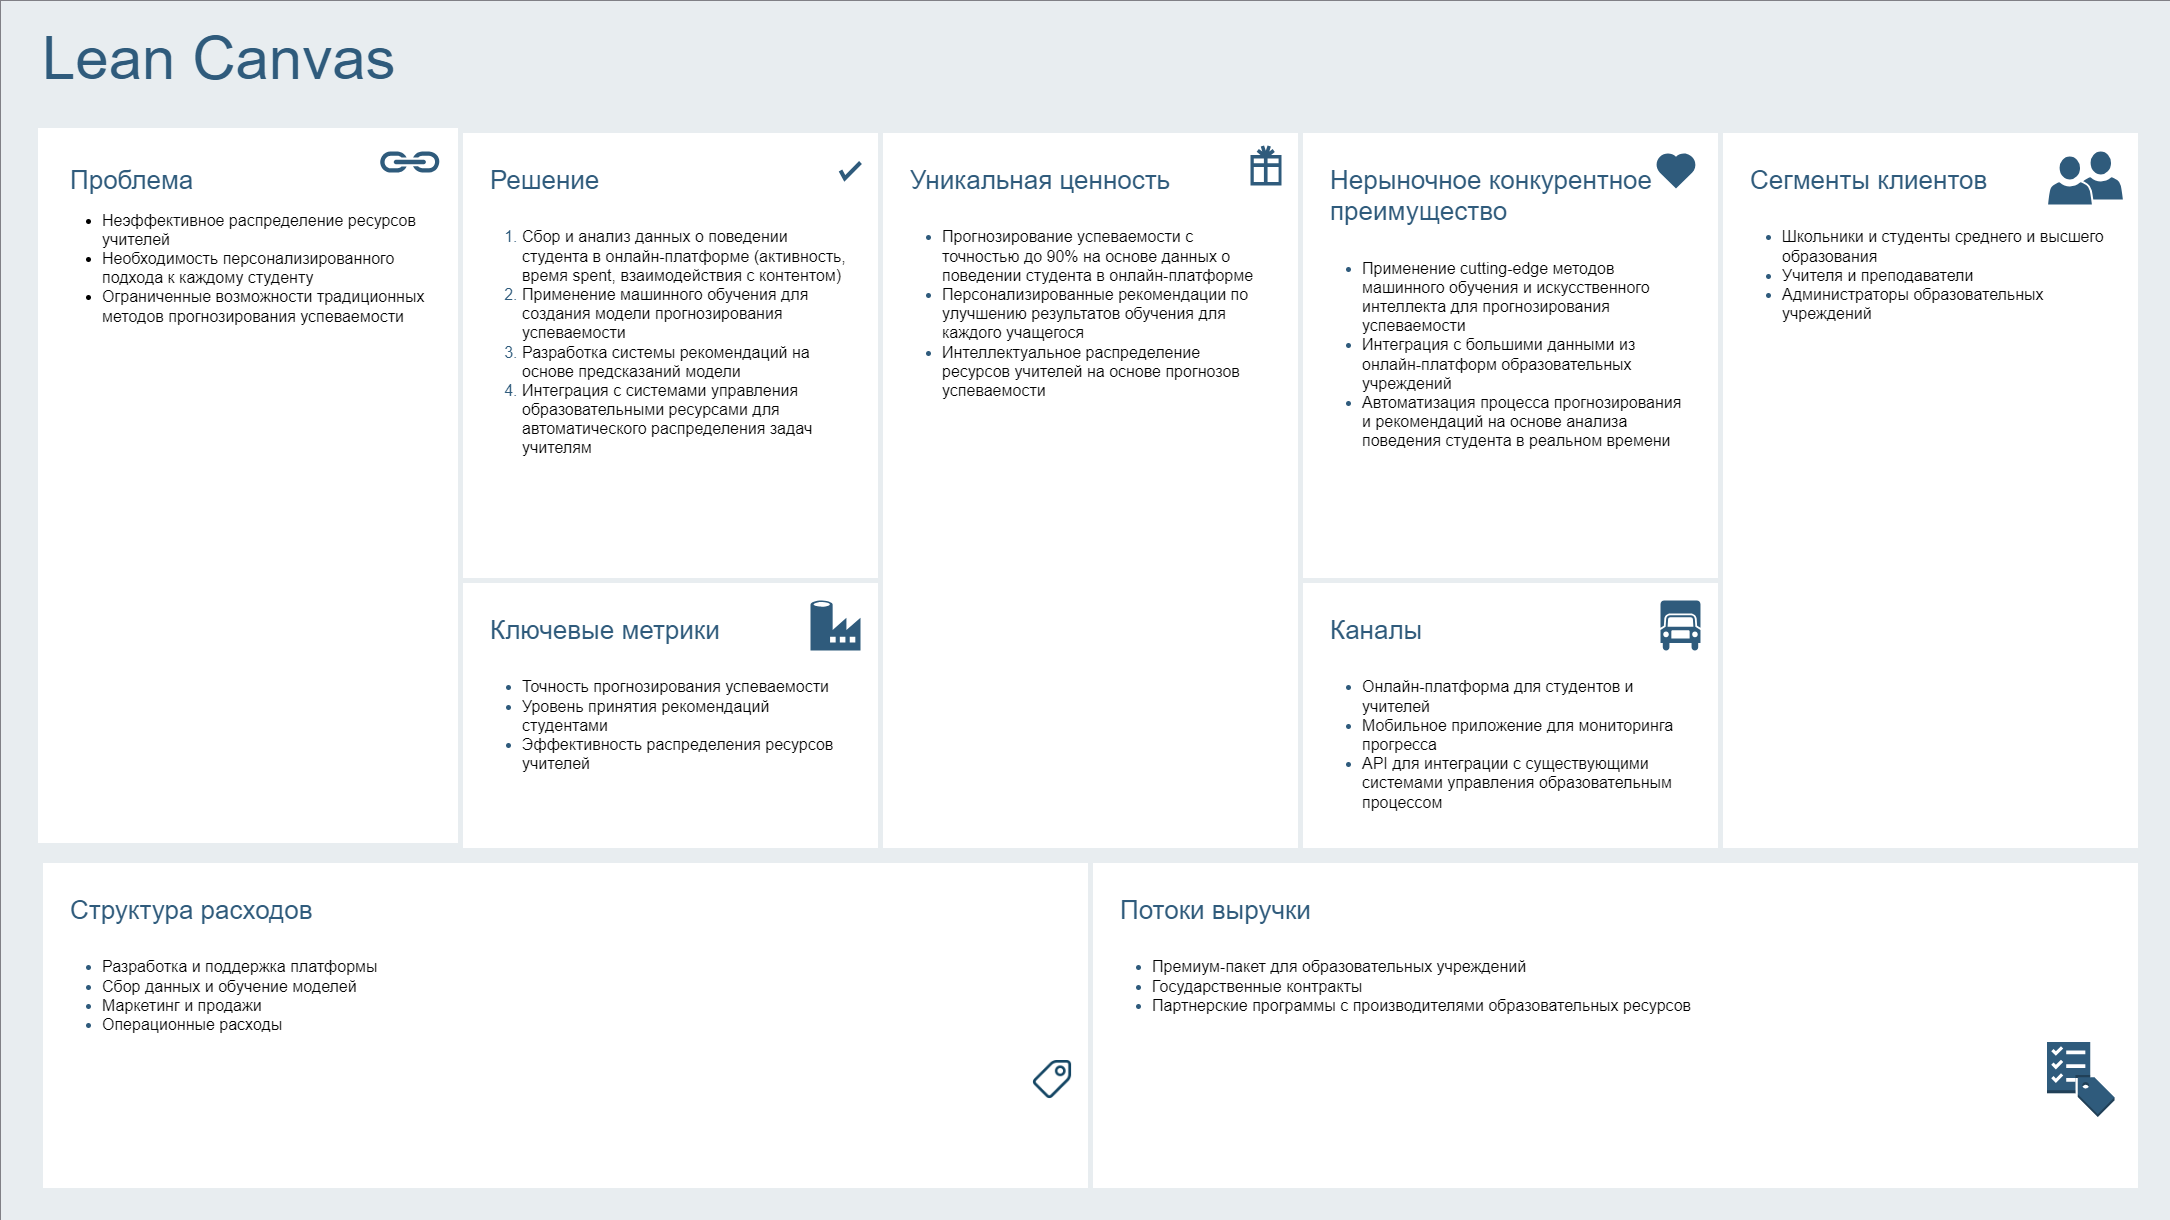 Lean Canvas
Проблема
• Неэффективное распределение ресурсов
учителей
• Необходимость персонализированного
подхода к каждому студенту
• Ограниченные возможности традиционных
методов прогнозирования успеваемости
Решение
1. Сбор и анализ данных о поведении
студента в онлайн-платформе (активность,
время spent, взаимодействия с контентом)
2. Применение машинного обучения для
создания модели прогнозирования
успеваемости
3. Разработка системы рекомендаций на
основе предсказаний модели
4. Интеграция с системами управления
образовательными ресурсами для
автоматического распределения задач
учителям
Ключевые метрики
• Точность прогнозирования успеваемости
• Уровень принятия рекомендаций
студентами
• Эффективность распределения ресурсов
учителей
Уникальная ценность
• Прогнозирование успеваемости с
точностью до 90% на основе данных о
поведении студента в онлайн-платформе
• Персонализированные рекомендации по
улучшению результатов обучения для
каждого учащегося
• Интеллектуальное распределение
ресурсов учителей на основе прогнозов
успеваемости
Нерыночное конкурентное
преимущество
• Применение cutting-edge методов
машинного обучения и искусственного
интеллекта для прогнозирования
успеваемости
• Интеграция с большими данными из
онлайн-платформ образовательных
учреждений
• Автоматизация процесса прогнозирования
и рекомендаций на основе анализа
поведения студента в реальном времени
Каналы
• Онлайн-платформа для студентов и
учителей
• Мобильное приложение для мониторинга
прогресса
• API для интеграции с существующими
системами управления образовательным
процессом
Сегменты клиентов
• Школьники и студенты среднего и высшего
образования
• Учителя и преподаватели
• Администраторы образовательных
учреждений
Структура расходов
• Разработка и поддержка платформы
• Сбор данных и обучение моделей
• Маркетинг и продажи
• Операционные расходы
Потоки выручки
• Премиум-пакет для образовательных учреждений
• Государственные контракты
• Партнерские программы с производителями образовательных ресурсов